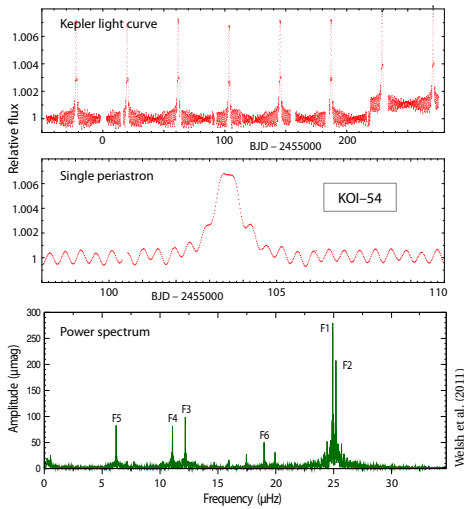 Kepler light curve
1.006
1.004
1.002
1
Relative flux
0 100 200
BJD – 2455000
Single periastron
KOI–54
1.006
1.004
1.002
1
100 105 110
BJD – 2455000
Power spectrum
300
250
200
150
100
50
0
Amplitude (μmag)
F1
F2
F3
F4
F5
F6
0 5 10 15 20 25 30
Frequency (μHz)
Welsh et al. (2011)